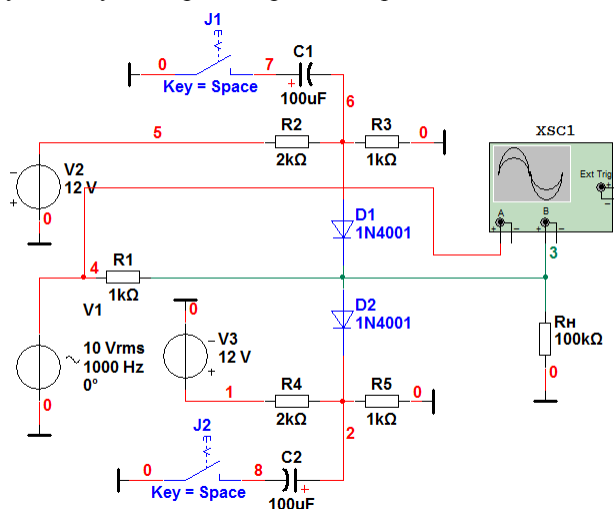 J1
C1
0
7
Key = Space
+
100uF
6
XSC1
5
R2
R3
0
2kΩ
1kΩ
Ext Trig
+
-
-
V2
12 V
+
0
A
B
+ - + -
D1
1N4001
3
4
R1
1kΩ
V1
0
D2
1N4001
RH
100kΩ
10 Vrms
1000 Hz
0°
-
V3
12 V
+
0
0
1
R4
R5
0
2kΩ
1kΩ
2
J2
C2
0
8
Key = Space
+
100uF